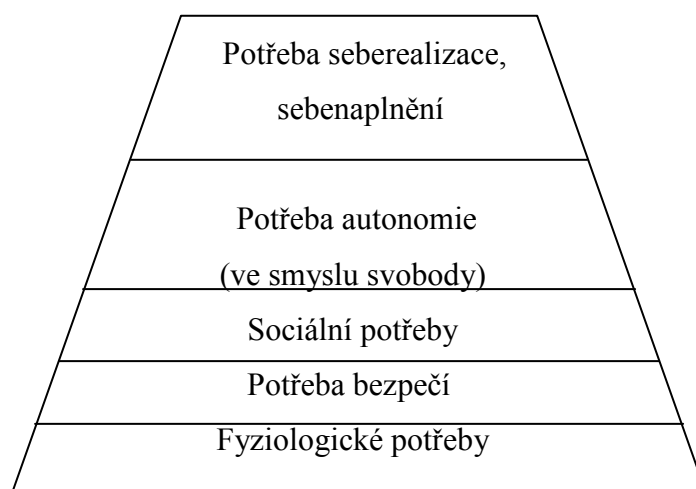 Potřeba seberealizace,
sebenaplnění
Potřeba autonomie
(ve smyslu svobody)
Sociální potřeby
Potřeba bezpečí
Fyziologické potřeby